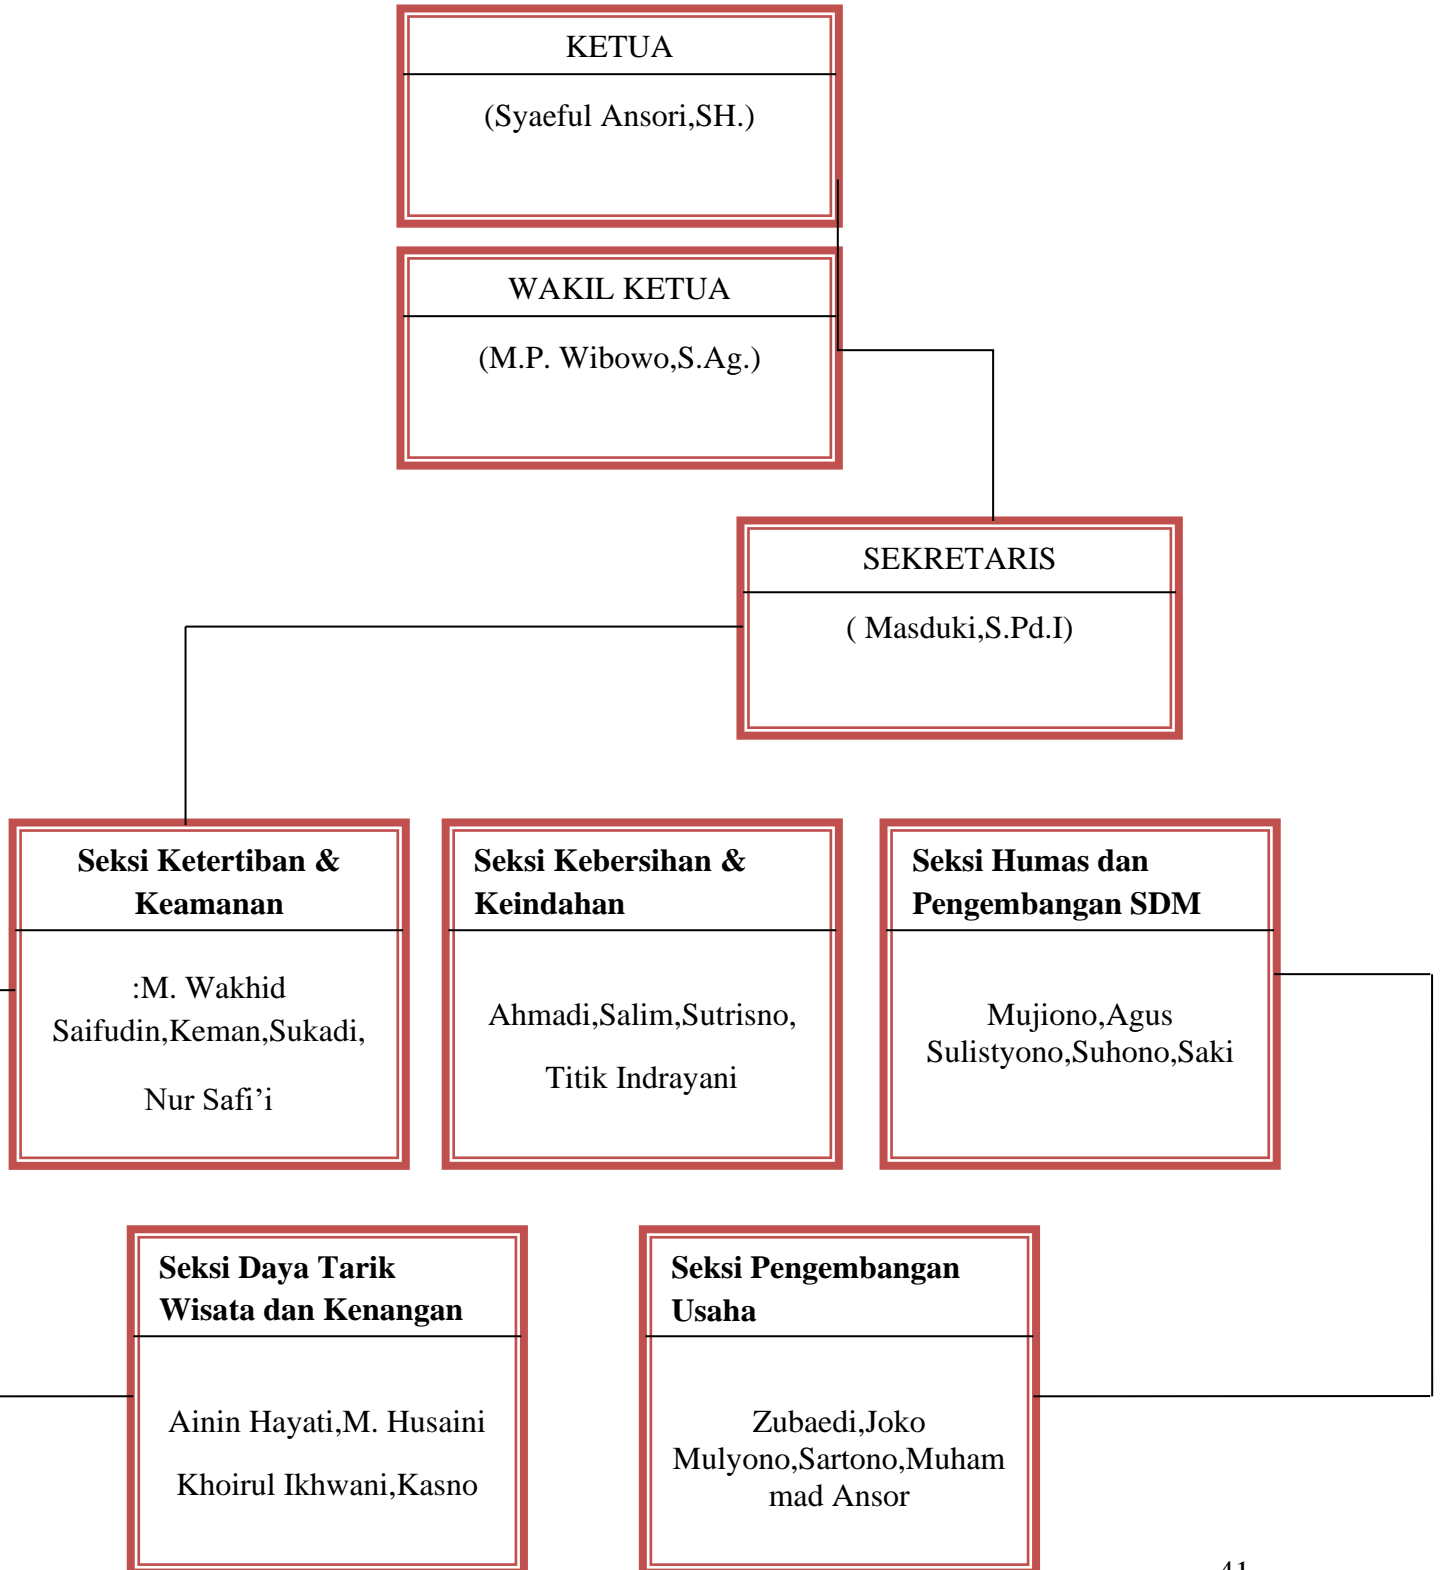 KETUA
(Syaeful Ansori,SH.)
WAKIL KETUA
(M.P. Wibowo,S.Ag.)
SEKRETARIS
( Masduki,S.Pd.I)
Seksi Ketertiban &
Keamanan
:M. Wakhid
Saifudin,Keman,Sukadi,
Nur Safi’i
Seksi Kebersihan &
Keindahan
Ahmadi,Salim,Sutrisno,
Titik Indrayani
Seksi Humas dan
Pengembangan SDM
Mujiono,Agus
Sulistyono,Suhono,Saki
Seksi Daya Tarik
Wisata dan Kenangan
Ainin Hayati,M. Husaini
Khoirul Ikhwani,Kasno
Seksi Pengembangan
Usaha
Zubaedi,Joko
Mulyono,Sartono,Muham
mad Ansor
41